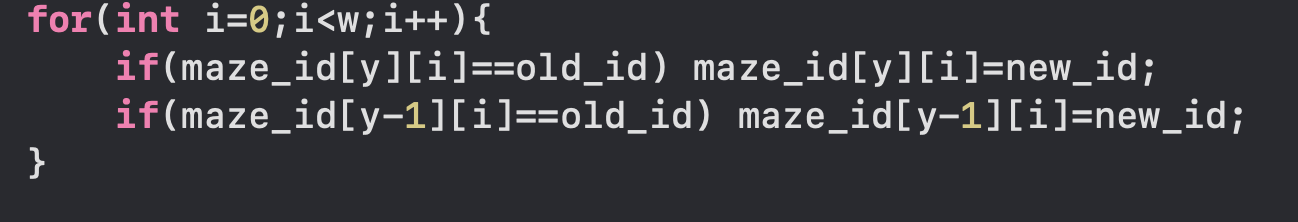 for(int i=0;i<w;i++){
    if(maze_id[y][i]==old_id) maze_id[y][i]=new_id;
    if(maze_id[y-1][i]==old_id) maze_id[y-1][i]=new_id;
}